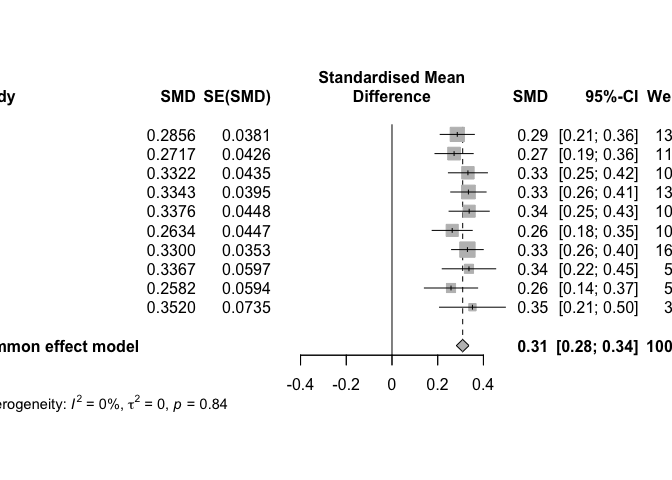 Standardised Mean
dy SMD SE(SMD) Difference SMD 95%-CI We
0.2856 0.0381 0.29 [0.21; 0.36] 13
0.2717 0.0426 0.27 [0.19; 0.36] 11
0.3322 0.0435 0.33 [0.25; 0.42] 10
0.3343 0.0395 0.33 [0.26; 0.41] 13
0.3376 0.0448 0.34 [0.25; 0.43] 10
0.2634 0.0447 0.26 [0.18; 0.35] 10
0.3300 0.0353 0.33 [0.26; 0.40] 16
0.3367 0.0597 0.34 [0.22; 0.45] 5
0.2582 0.0594 0.26 [0.14; 0.37] 5
0.3520 0.0735 0.35 [0.21; 0.50] 3
mmon effect model 0.31 [0.28; 0.34] 100
-0.4 -0.2 0 0.2 0.4
erogeneity: I² = 0%, τ² = 0, p = 0.84